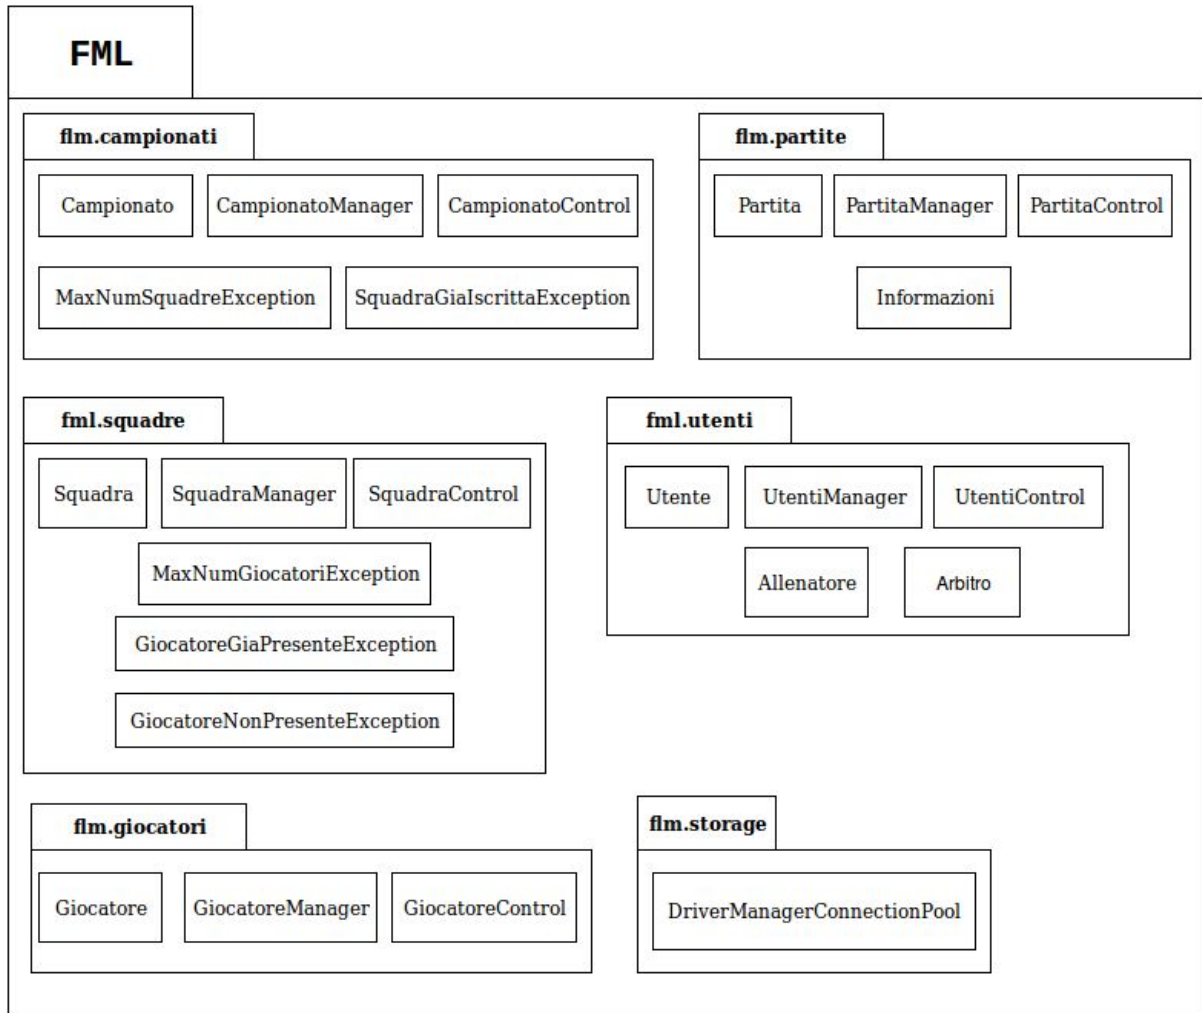 FML
flm.campionati
Campionato
CampionatoManager
CampionatoControl
MaxNumSquadreException
SquadraGiaIscrittaException
flm.partite
Partita
PartitaManager
PartitaControl
Informazioni
fml.squadre
Squadra
SquadraManager
SquadraControl
MaxNumGiocatoriException
GiocatoreGiaPresenteException
GiocatoreNonPresenteException
fml.utenti
Utente
UtentiManager
UtentiControl
Allenatore
Arbitro
flm.giocatori
Giocatore
GiocatoreManager
GiocatoreControl
flm.storage
DriverManagerConnectionPool